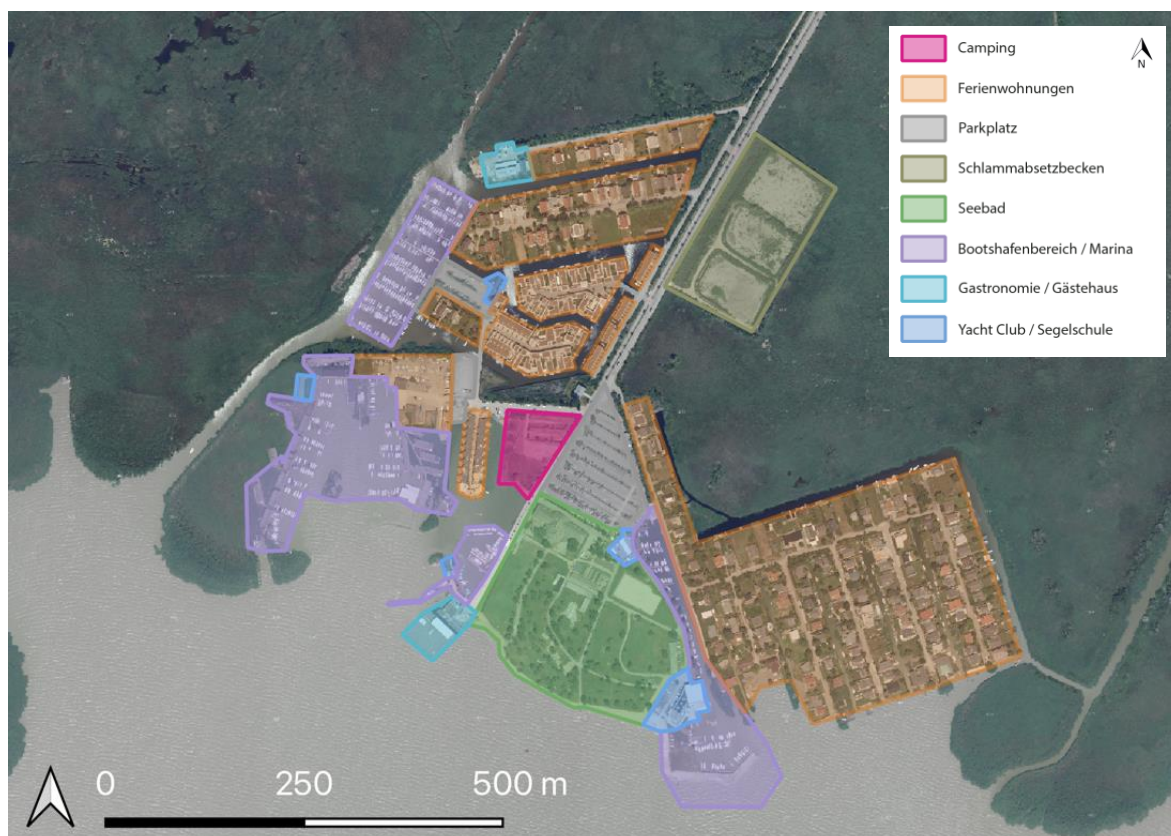 Camping
N
Ferienwohnungen
Parkplatz
Schlammabsetzbecken
Seebad
Bootshafenbereich / Marina
Gastronomie / Gästehaus
Yacht Club / Segelschule
0 250 500 m